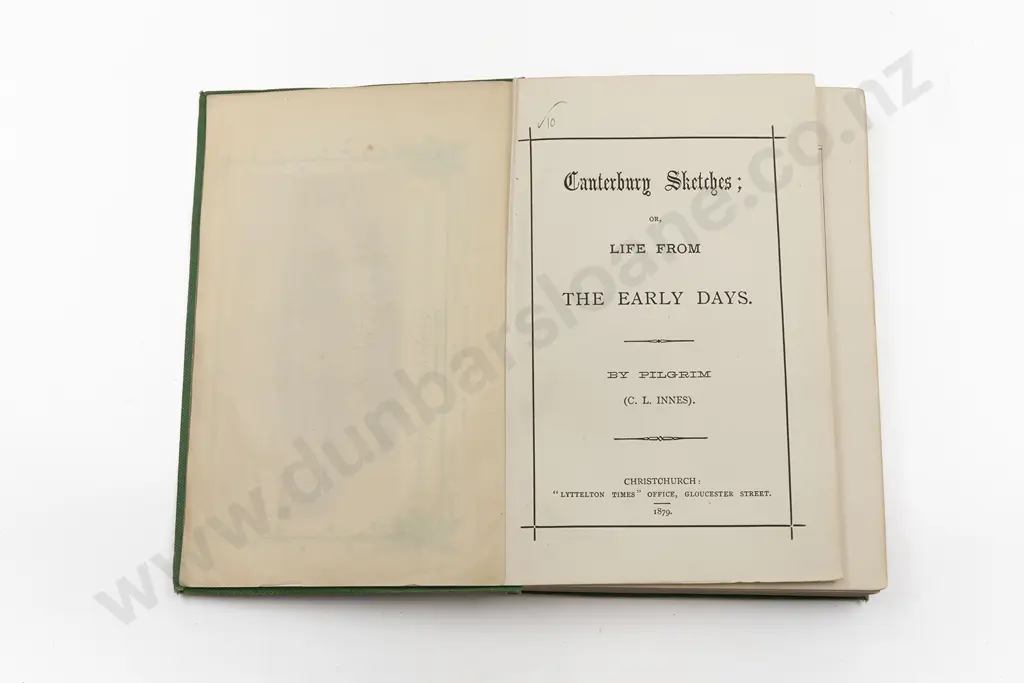 √10
Canterbury Sketches;
OR,
LIFE FROM
THE EARLY DAYS.
BY PILGRIM
(C. L. INNES).
CHRISTCHURCH:
"LYTTELTON TIMES" OFFICE, GLOUCESTER STREET.
1879.
www.dunbarsloane.co.nz